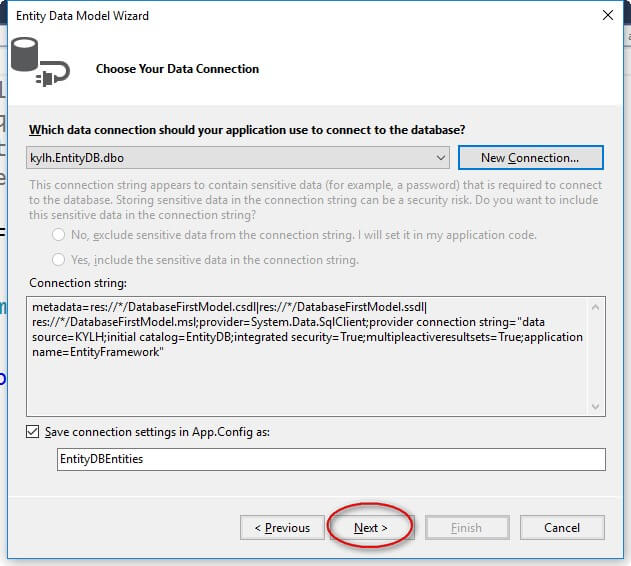 Entity Data Model Wizard
Choose Your Data Connection
Which data connection should your application use to connect to the database?
kylh.EntityDB.dbo
New Connection...
This connection string appears to contain sensitive data (for example, a password) that is required to connect
to the database. Storing sensitive data in the connection string can be a security risk. Do you want to include
this sensitive data in the connection string?
No, exclude sensitive data from the connection string. I will set it in my application code.
Yes, include the sensitive data in the connection string.
Connection string:
metadata=res://*/DatabaseFirstModel.csdl|res://*/DatabaseFirstModel.ssdl|
res://*/DatabaseFirstModel.msl;provider=System.Data.SqlClient;provider connection string="data
source=KYLH;initial catalog=EntityDB;integrated security=True;multipleactiveresultsets=True;application
name=EntityFramework"
Save connection settings in App.Config as:
EntityDBEntities
< Previous
Next >
Finish
Cancel